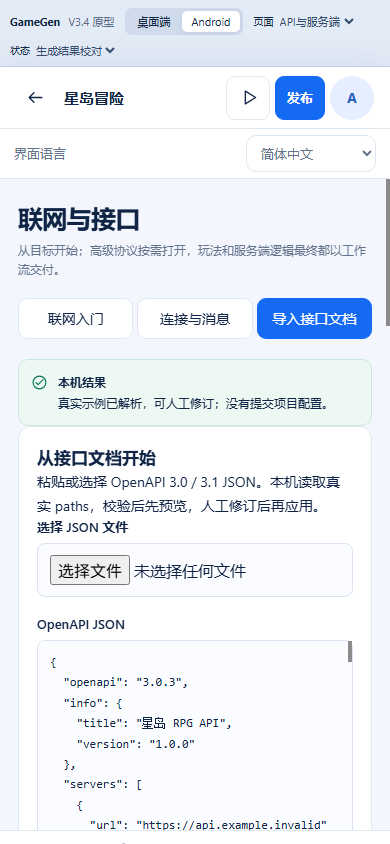 GameGen V3.4 原型 桌面端 Android 页面 API与服务端
状态 生成结果校对
星岛冒险 发布 A
界面语言 简体中文
联网与接口
从目标开始；高级协议按需打开，玩法和服务端逻辑最终都以工作
流交付。
联网入门 连接与消息 导入接口文档
本机结果
真实示例已解析，可人工修订；没有提交项目配置。
从接口文档开始
粘贴或选择 OpenAPI 3.0 / 3.1 JSON。本机读取真
实 paths，校验后先预览，人工修订后再应用。
选择 JSON 文件
选择文件 未选择任何文件
OpenAPI JSON
{
"openapi": "3.0.3",
"info": {
"title": "星岛 RPG API",
"version": "1.0.0"
},
"servers": [
{
"url": "https://api.example.invalid"